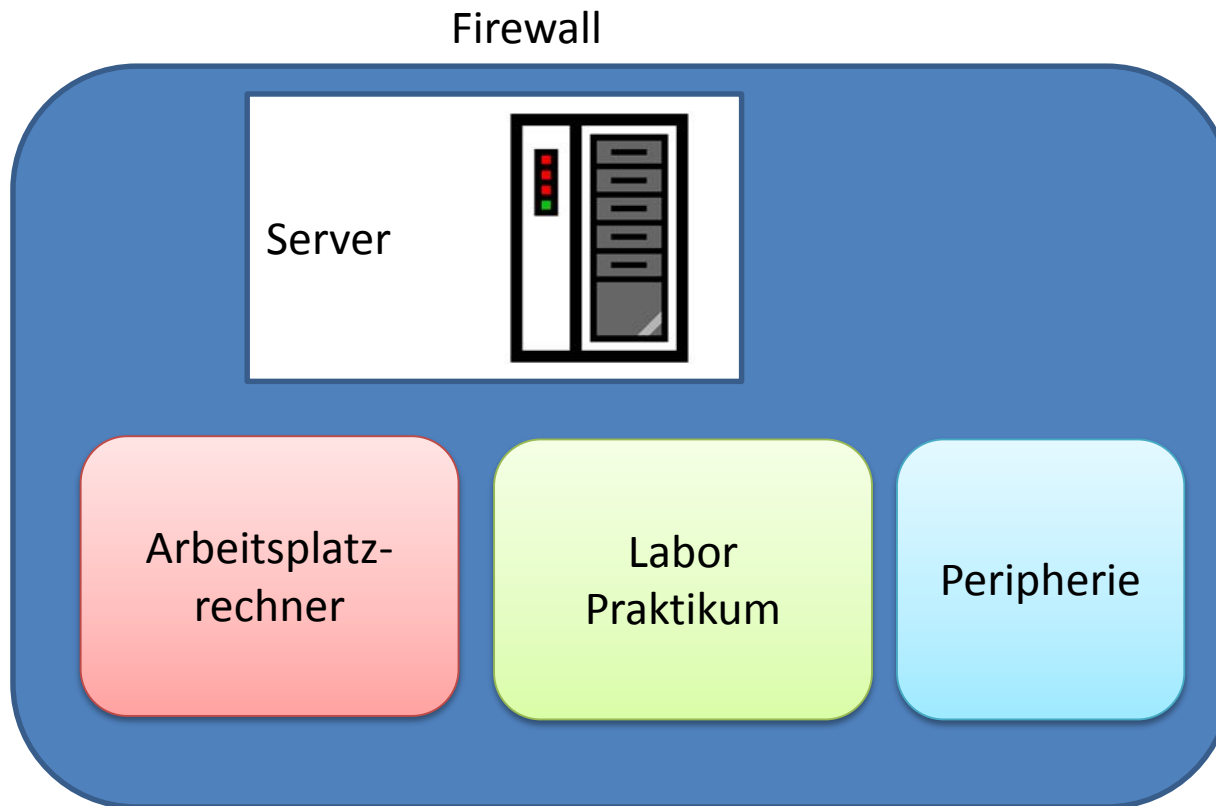 Firewall
Server
Arbeitsplatz-
rechner
Labor
Praktikum
Peripherie